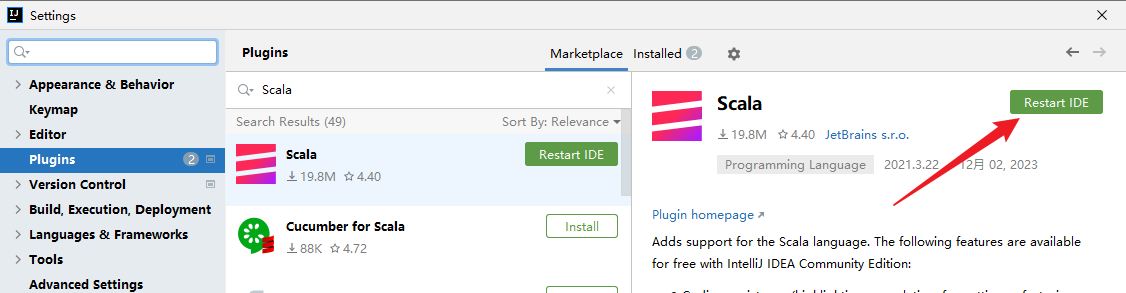 Settings
Appearance & Behavior
Keymap
Editor
Plugins 2
Version Control
Build, Execution, Deployment
Languages & Frameworks
Tools
Advanced Settings
Plugins
Marketplace Installed 2
Scala
Search Results (49) Sort By: Relevance
Scala
19.8M 4.40
Restart IDE
Cucumber for Scala
88K 4.72
Install
Scala
Restart IDE
19.8M 4.40 JetBrains s.r.o.
Programming Language 2021.3.22 12月 02, 2023
Plugin homepage
Adds support for the Scala language. The following features are available
for free with IntelliJ IDEA Community Edition: